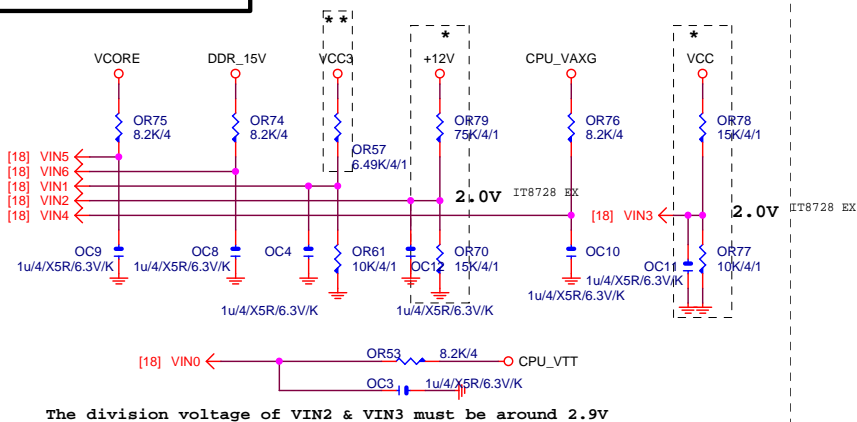 ** * *
VCORE DDR_15V VCC3 +12V CPU_VAXG VCC
OR75 OR74 OR79 OR76 OR78
8.2K/4 8.2K/4 75K/4/1 8.2K/4 15K/4/1
OR57
6.49K/4/1
[18] VIN5
[18] VIN6
[18] VIN1
[18] VIN2
[18] VIN4
2.0V IT8728 EX
[18] VIN3
2.0V IT8728 EX
OC9 OC8 OC4 OR61 OC12 OR70 OC10 OC11 OR77
1u/4/X5R/6.3V/K 1u/4/X5R/6.3V/K 10K/4/1 15K/4/1 1u/4/X5R/6.3V/K 10K/4/1
1u/4/X5R/6.3V/K 1u/4/X5R/6.3V/K 1u/4/X5R/6.3V/K
[18] VIN0 OR53 8.2K/4 CPU_VTT
OC3 1u/4/X5R/6.3V/K
The division voltage of VIN2 & VIN3 must be around 2.9V